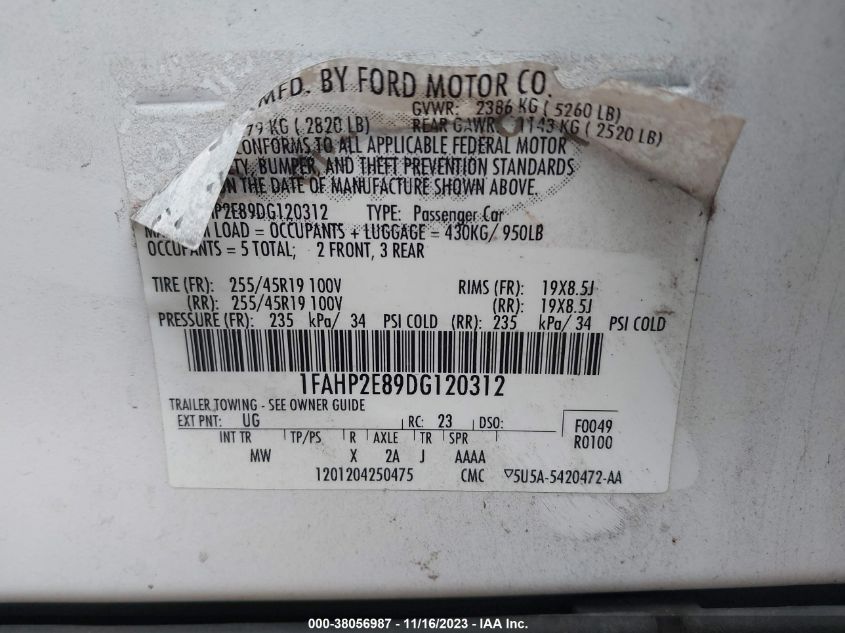 MFD. BY FORD MOTOR CO.
GVWR: 2386 KG ( 5260 LB)
79 KG ( 2820 LB) REAR GAWR: 1143 KG ( 2520 LB)
CONFORMS TO ALL APPLICABLE FEDERAL MOTOR
BUMPER, AND THEFT PREVENTION STANDARDS
ON THE DATE OF MANUFACTURE SHOWN ABOVE.
HP2E89DG120312 TYPE: Passenger Car
LOAD = OCCUPANTS + LUGGAGE = 430KG/ 950LB
OCCUPANTS = 5 TOTAL; 2 FRONT, 3 REAR
TIRE (FR): 255/45R19 100V RIMS (FR): 19X8.5J
(RR): 255/45R19 100V (RR): 19X8.5J
PRESSURE (FR): 235 kPa/ 34 PSI COLD (RR): 235 kPa/ 34 PSI COLD
1FAHP2E89DG120312
TRAILER TOWING - SEE OWNER GUIDE
EXT PNT: UG RC: 23 DSO: F0049
R0100
INT TR TP/PS R AXLE TR SPR
MW X 2A J AAAA
1201204250475 CMC ▽5U5A-5420472-AA
000-38056987 - 11/16/2023 - IAAI Inc.